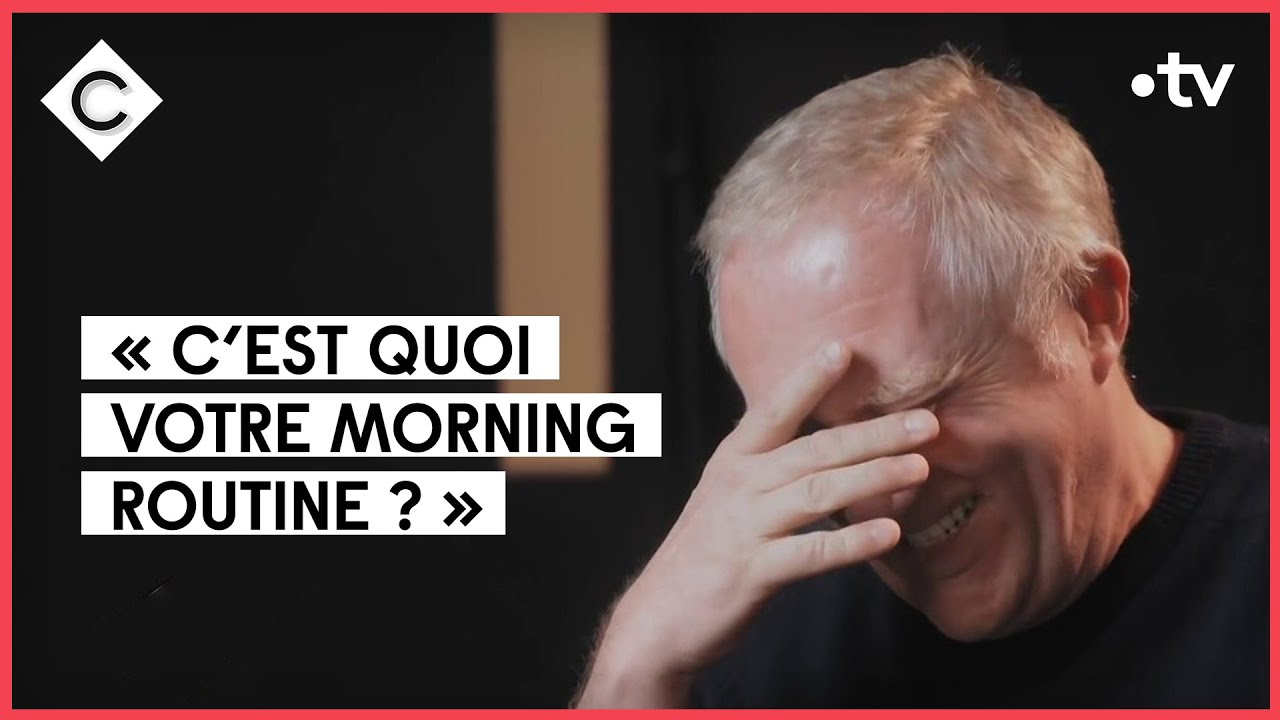 C
tv
« C'EST QUOI
VOTRE MORNING
ROUTINE ? »